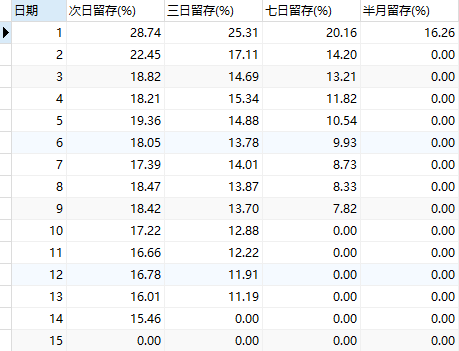 日期 次日留存(%) 三日留存(%) 七日留存(%) 半月留存(%)
1 28.74 25.31 20.16 16.26
2 22.45 17.11 14.20 0.00
3 18.82 14.69 13.21 0.00
4 18.21 15.34 11.82 0.00
5 19.36 14.88 10.54 0.00
6 18.05 13.78 9.93 0.00
7 17.39 14.01 8.73 0.00
8 18.47 13.87 8.33 0.00
9 18.42 13.70 7.82 0.00
10 17.22 12.88 0.00 0.00
11 16.66 12.22 0.00 0.00
12 16.78 11.91 0.00 0.00
13 16.01 11.19 0.00 0.00
14 15.46 0.00 0.00 0.00
15 0.00 0.00 0.00 0.00